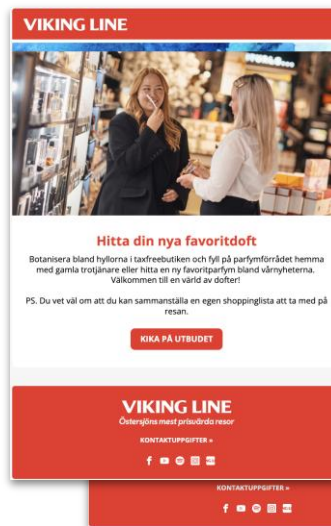 VIKING LINE
Hitta din nya favoritdoft
Botanisera bland hyllorna i taxfreebutiken och fyll på parfymförrådet hemma
med gamla trotjänare eller hitta en ny favoritparfym bland vårnyheterna.
Välkommen till en värld av dofter!
PS. Du vet väl om att du kan sammanställa en egen shoppinglista att ta med på
resan.
KIKA PÅ UTBUDET
VIKING LINE
Östersjöns mest prisvärda resor
KONTAKTUPPGIFTER »
KONTAKTUPPGIFTER »